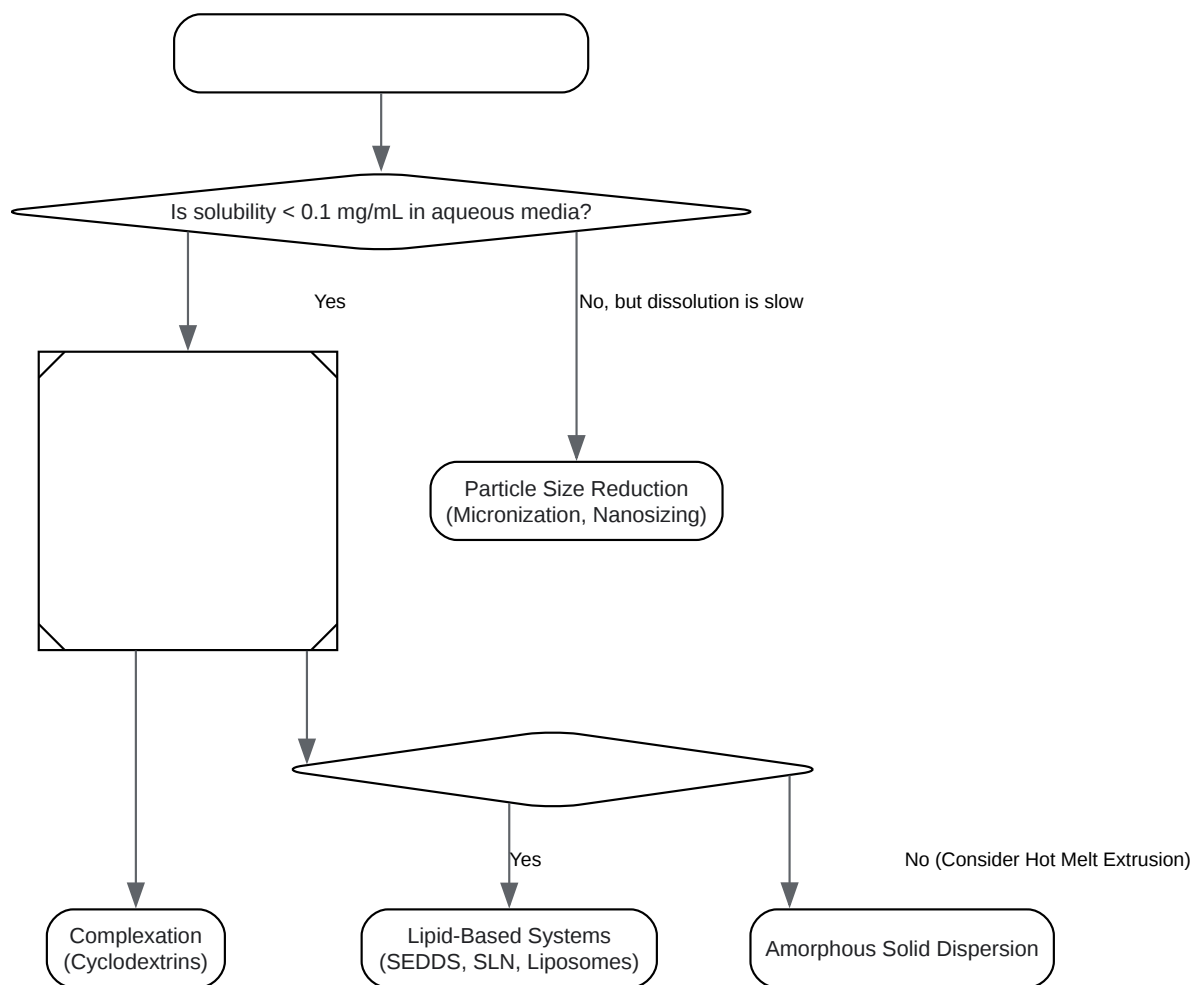 Is solubility < 0.1 mg/mL in aqueous media?
Yes
No, but dissolution is slow
Particle Size Reduction
(Micronization, Nanosizing)
Yes
No (Consider Hot Melt Extrusion)
Complexation
(Cyclodextrins)
Lipid-Based Systems
(SEDDS, SLN, Liposomes)
Amorphous Solid Dispersion